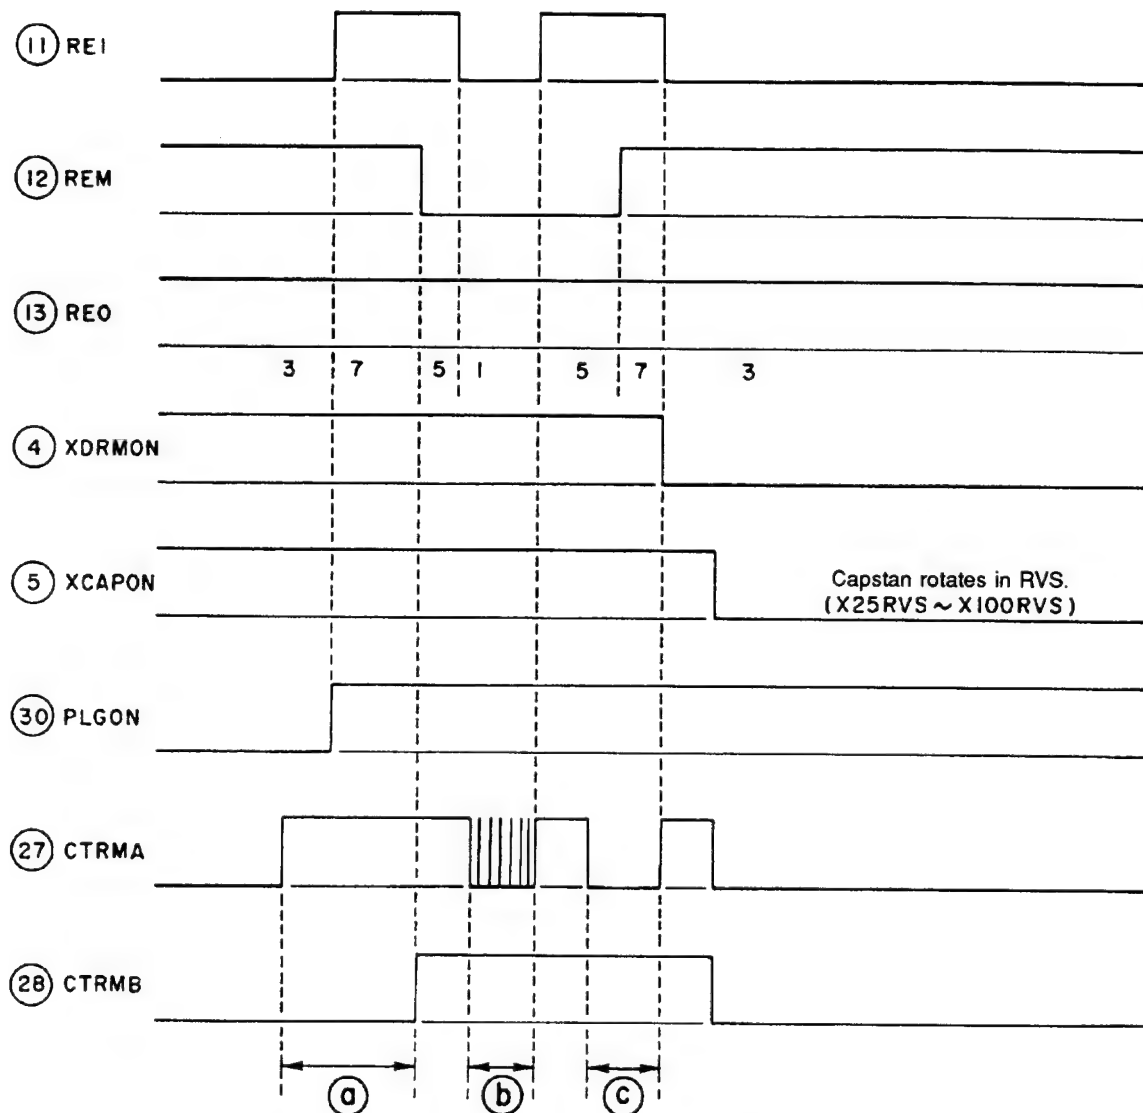 11 REI
12 REM
13 REO
3 7 5 1 5 7 3
4 XDRMON
5 XCAPON
Capstan rotates in RVS.
(X25RVS ~ X100RVS)
30 PLGON
27 CTRMA
28 CTRMB
a b c